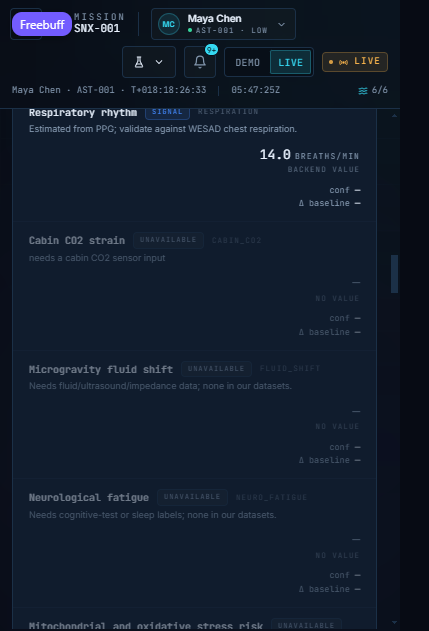 Freebuff
MISSION
SNX-001
MC
Maya Chen
AST-001 · LOW
9+
DEMO
LIVE
LIVE
Maya Chen · AST-001 · T+018:18:26:33
05:47:25Z
6/6
Respiratory rhythm SIGNAL RESPIRATION
Estimated from PPG; validate against WESAD chest respiration.
14.0 BREATHS/MIN
BACKEND VALUE
conf —
Δ baseline —
Cabin CO2 strain UNAVAILABLE CABIN_CO2
needs a cabin CO2 sensor input
—
NO VALUE
conf —
Δ baseline —
Microgravity fluid shift UNAVAILABLE FLUID_SHIFT
Needs fluid/ultrasound/impedance data; none in our datasets.
—
NO VALUE
conf —
Δ baseline —
Neurological fatigue UNAVAILABLE NEURO_FATIGUE
Needs cognitive-test or sleep labels; none in our datasets.
—
NO VALUE
conf —
Δ baseline —
Mitochondrial and oxidative stress risk UNAVAILABLE